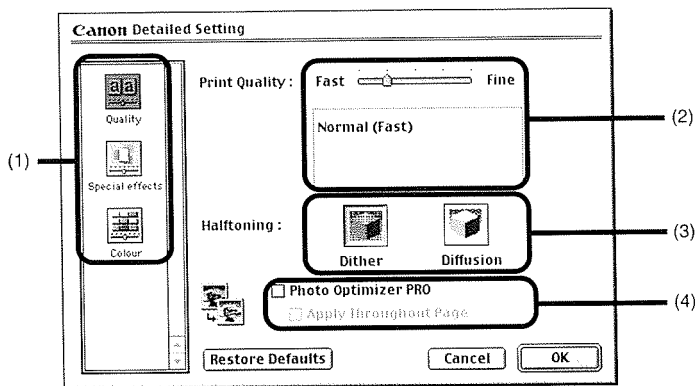 Canon Detailed Setting
Print Quality : Fast Fine
aa
Quality
Normal (Fast)
(2)
(1)
Special effects
Halftoning :
(3)
Colour
Dither Diffusion
Photo Optimizer PRO
(4)
Apply Throughout Page
Restore Defaults Cancel OK